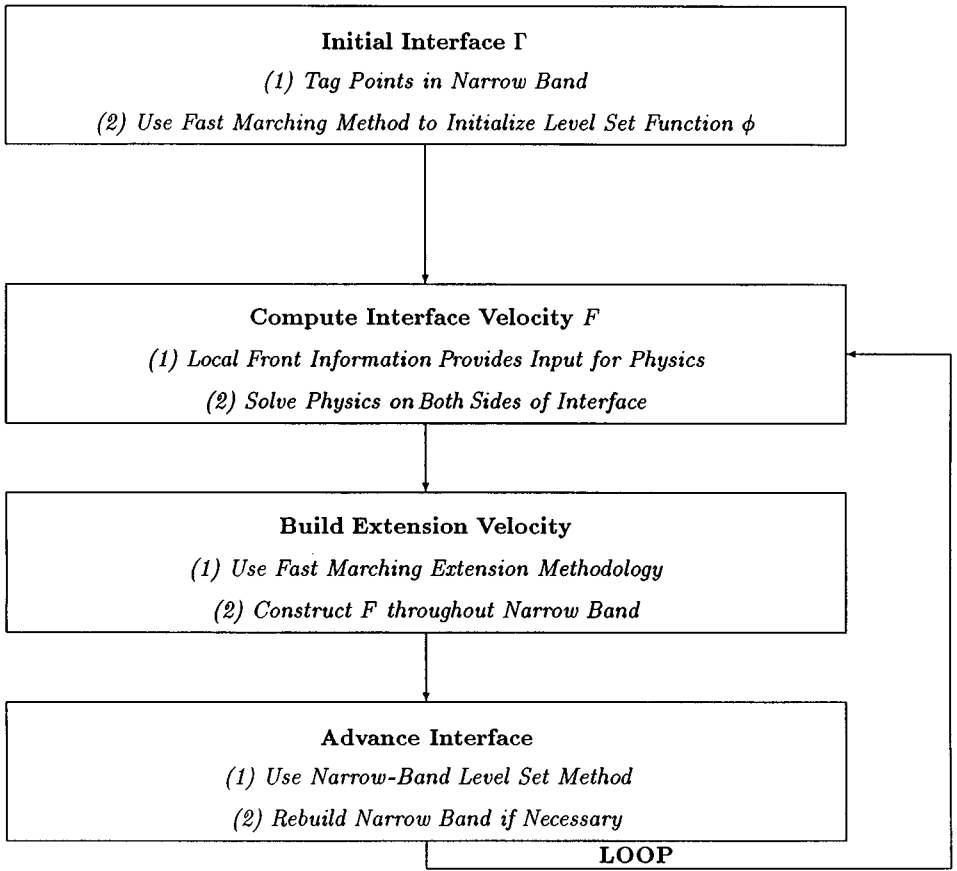 Initial Interface Γ
(1) Tag Points in Narrow Band
(2) Use Fast Marching Method to Initialize Level Set Function ϕ
Compute Interface Velocity F
(1) Local Front Information Provides Input for Physics
(2) Solve Physics on Both Sides of Interface
Build Extension Velocity
(1) Use Fast Marching Extension Methodology
(2) Construct F throughout Narrow Band
Advance Interface
(1) Use Narrow-Band Level Set Method
(2) Rebuild Narrow Band if Necessary
LOOP